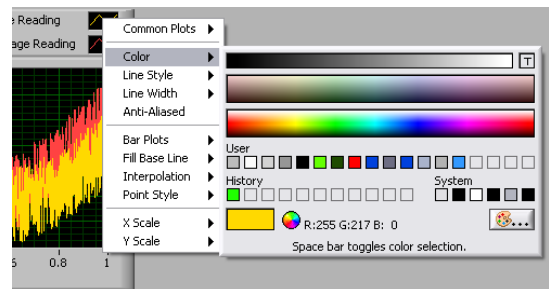 e Reading
age Reading
Common Plots
Color
Line Style
Line Width
Anti-Aliased
Bar Plots
Fill Base Line
Interpolation
Point Style
X Scale
Y Scale
T
User
History
System
R:255 G:217 B: 0
...
Space bar toggles color selection.
0.8
1